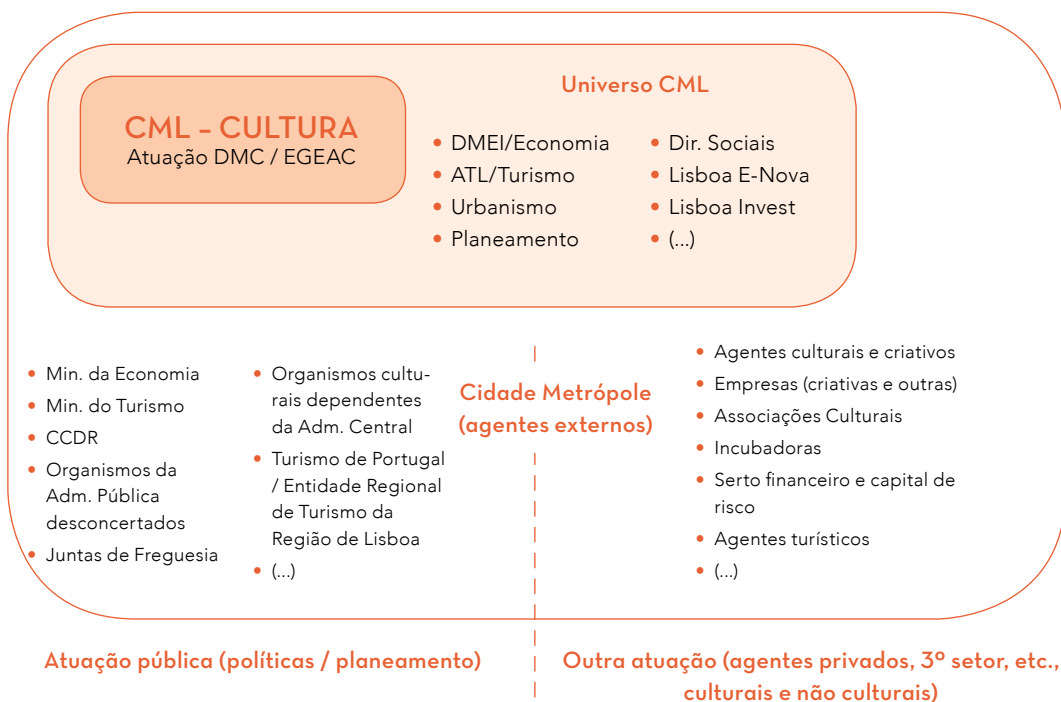 CML – CULTURA
Atuação DMC / EGEAC
Universo CML
• DMEI/Economia
• ATL/Turismo
• Urbanismo
• Planeamento
• Dir. Sociais
• Lisboa E-Nova
• Lisboa Invest
• (...)
• Min. da Economia
• Min. do Turismo
• CCDR
• Organismos da
Adm. Pública
desconcertados
• Juntas de Freguesia
• Organismos cultu-
rais dependentes
da Adm. Central
• Turismo de Portugal
/ Entidade Regional
de Turismo da
Região de Lisboa
• (...)
Cidade Metrópole
(agentes externos)
• Agentes culturais e criativos
• Empresas (criativas e outras)
• Associações Culturais
• Incubadoras
• Serto financeiro e capital de
risco
• Agentes turísticos
• (...)
Atuação pública (políticas / planeamento)
Outra atuação (agentes privados, 3º setor, etc.,
culturais e não culturais)